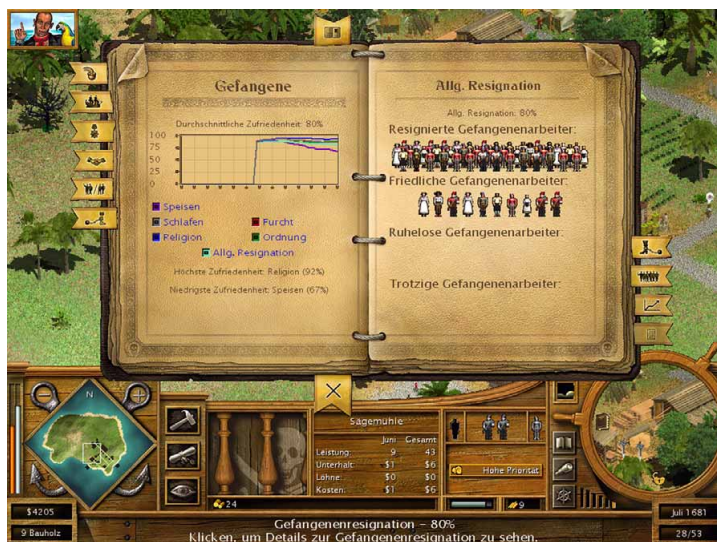 Gefangene
Durchschnittliche Zufriedenheit: 80%
100
75
50
25
0
Speisen
Schlafen
Furcht
Religion
Ordnung
Allg. Resignation
Höchste Zufriedenheit: Religion (92%)
Niedrigste Zufriedenheit: Speisen (67%)
Allg. Resignation
Allg. Resignation: 80%
Resignierte Gefangenenarbeiter:
Friedliche Gefangenenarbeiter:
Ruhelose Gefangenenarbeiter:
Trotzige Gefangenenarbeiter:
N
$4205
9 Bauholz
24
Sägemühle
Juni Gesamt
Leistung: 9 43
Unterhalt: $1 $6
Löhne: $0 $0
Kosten: $1 $6
Hohe Priorität
9
Juli 1681
28/53
Gefangenenresignation - 80%
Klicken, um Details zur Gefangenenresignation zu sehen.